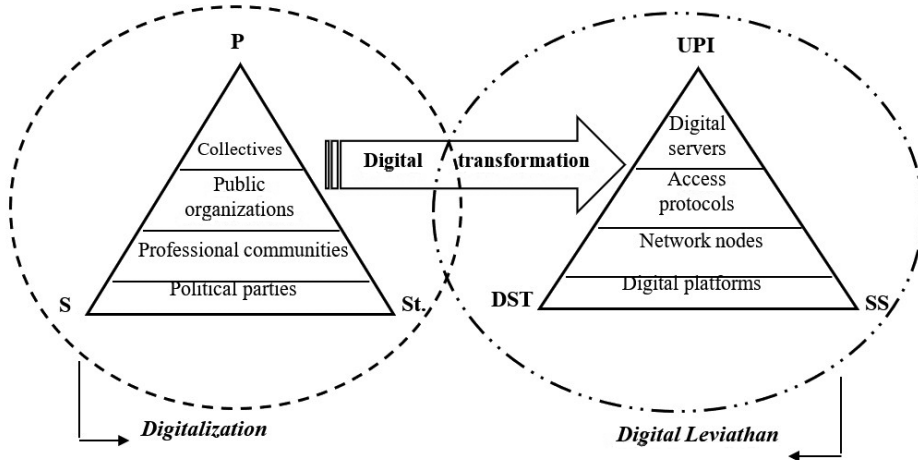 P
Collectives
Public
organizations
Professional communities
Political parties
S
St.
Digital transformation
UPI
Digital
servers
Access
protocols
Network nodes
Digital platforms
DST
SS
Digitalization
Digital Leviathan